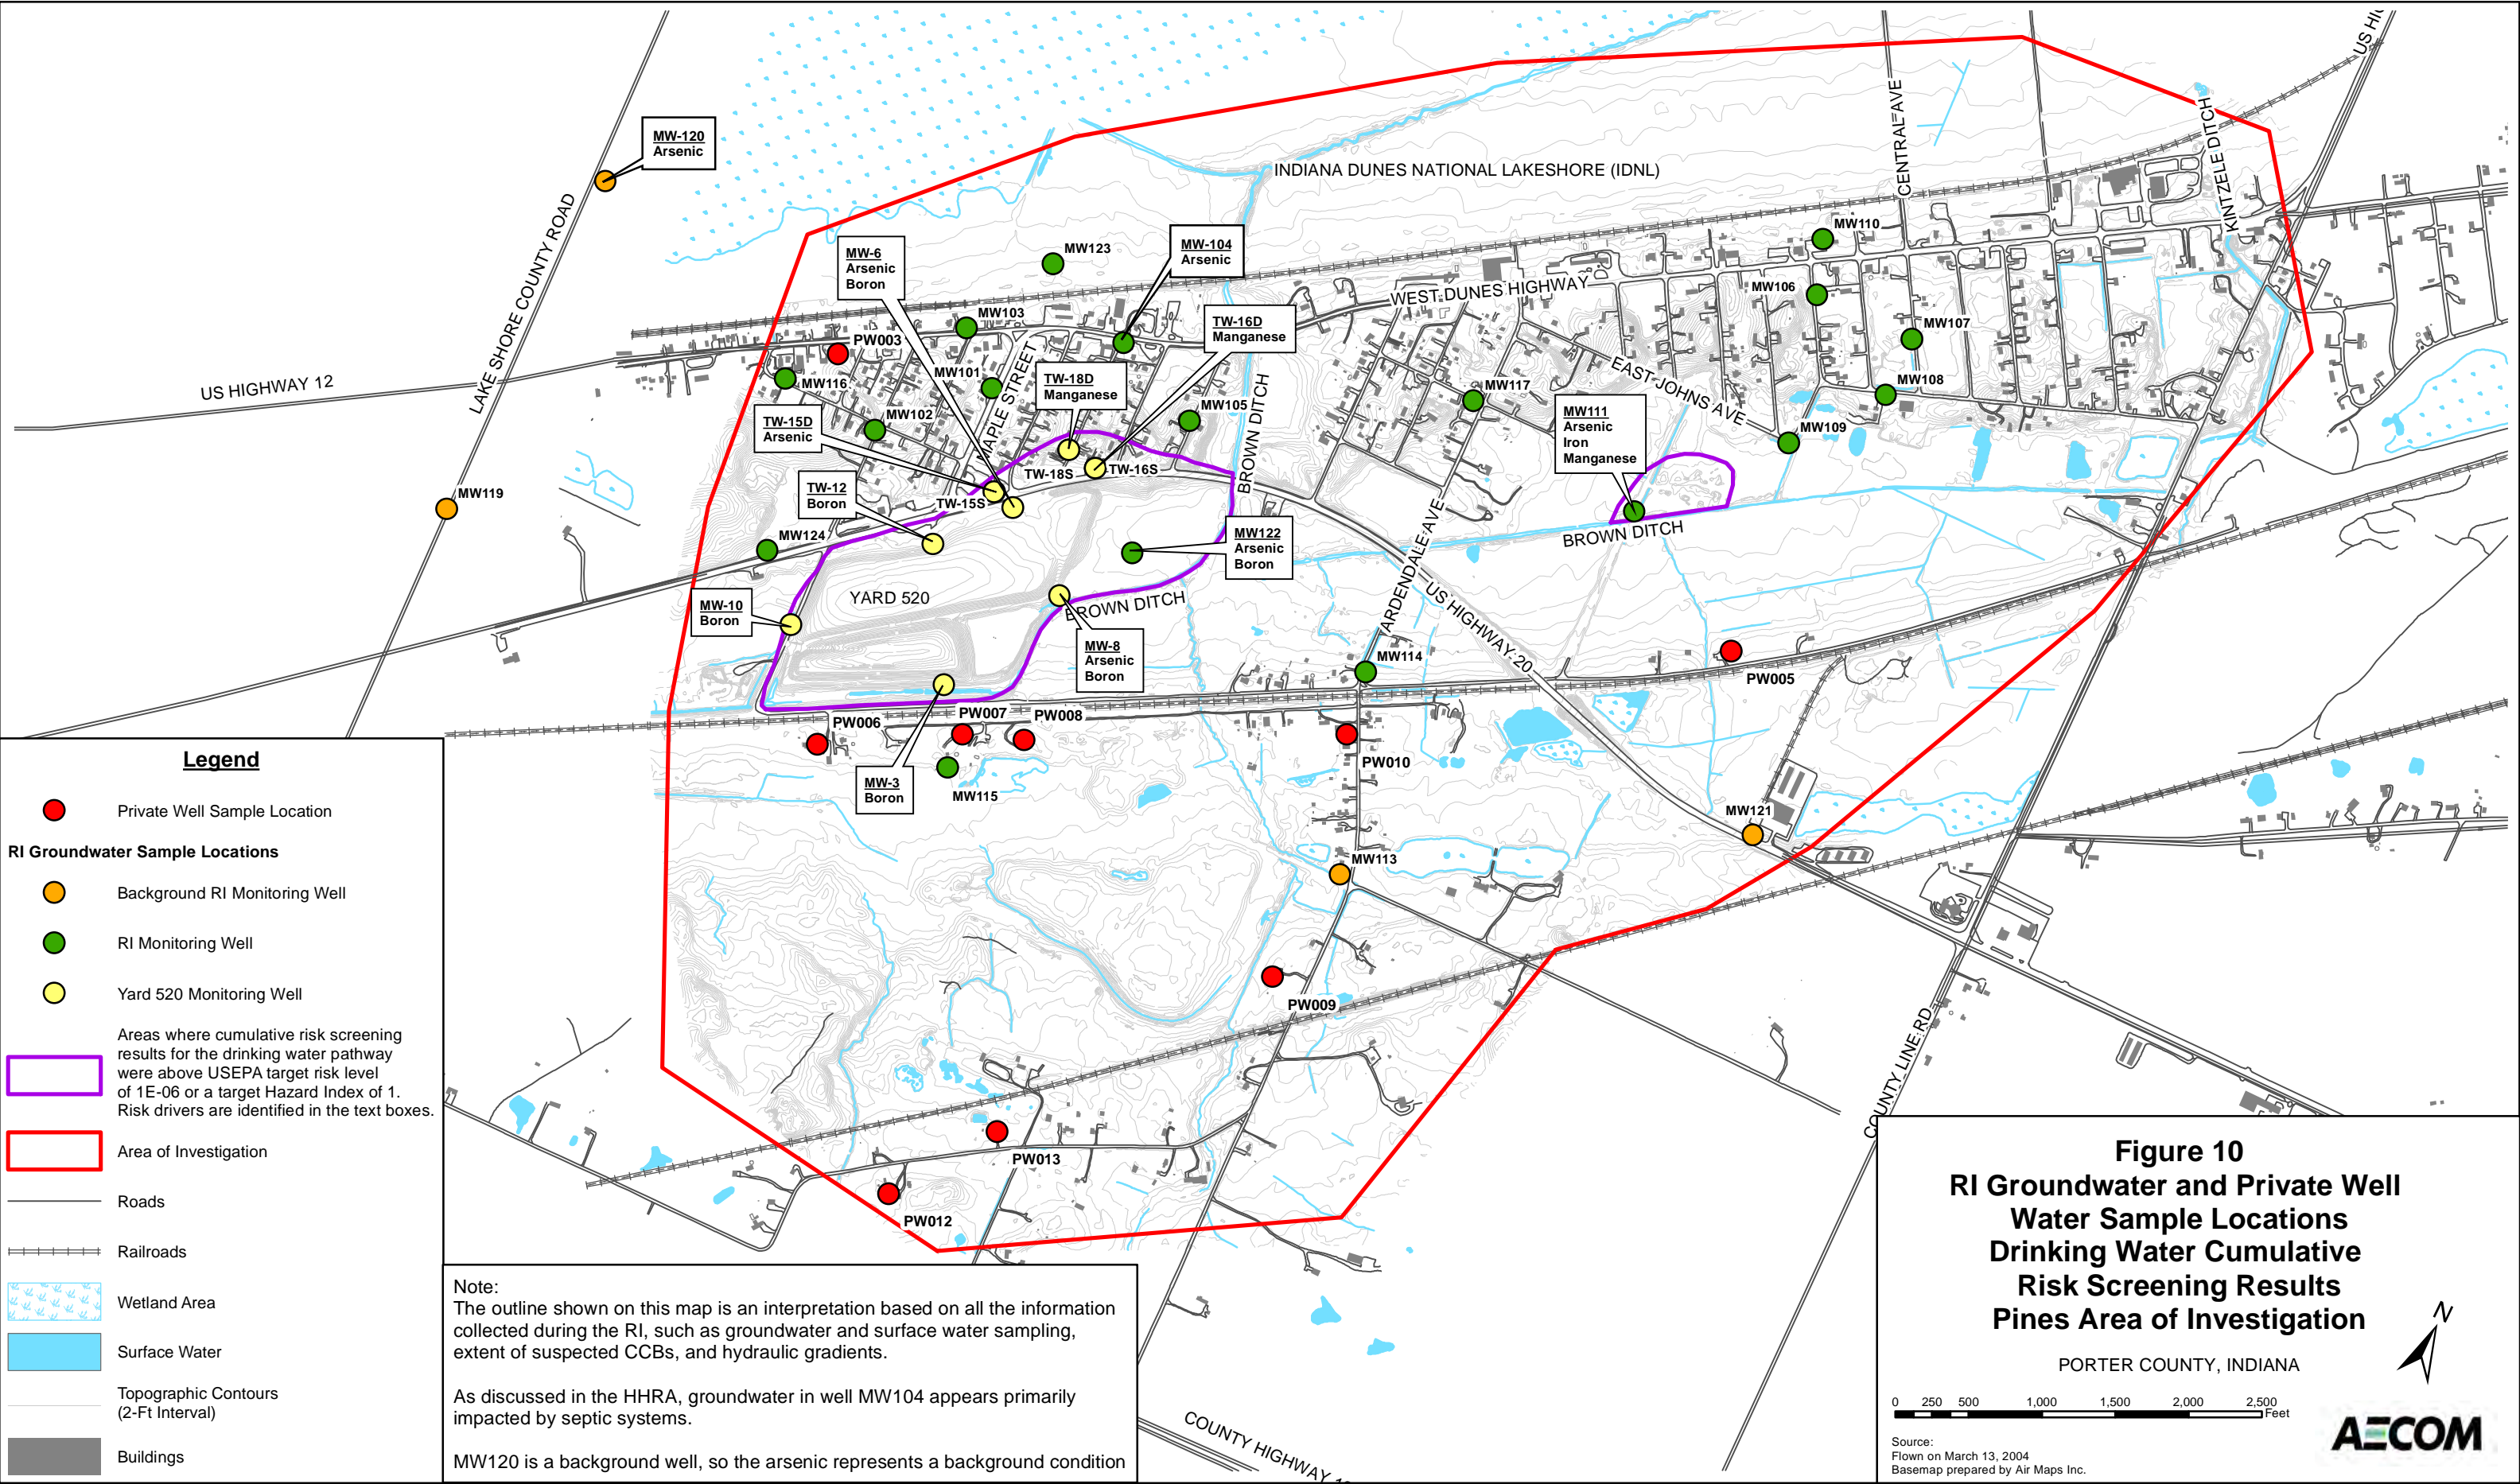 MW-120
Arsenic
INDIANA DUNES NATIONAL LAKESHORE (IDNL)
CENTRAL AVE
KINTZELE DITCH
LAKE SHORE COUNTY ROAD
MW-6
Arsenic
Boron
MW123
MW-104
Arsenic
MW110
WEST DUNES HIGHWAY
MW106
MW103
TW-16D
Manganese
MW107
PW003
US HIGHWAY 12
MW116
MW101
MAPLE STREET
TW-18D
Manganese
EAST JOHNS AVE
MW117
MW108
MW102
MW105
BROWN DITCH
MW111
Arsenic
Iron
Manganese
MW109
TW-15D
Arsenic
TW-18S
TW-16S
TW-12
Boron
TW-15S
MW119
MW124
MW122
Arsenic
Boron
ARDENDALE AVE
BROWN DITCH
YARD 520
BROWN DITCH
MW-10
Boron
US HIGHWAY 20
MW-8
Arsenic
Boron
MW114
PW005
PW006
PW007
PW008
PW010
MW-3
Boron
MW115
MW121
MW113
PW009
COUNTY LINE RD
PW013
PW012
Legend
Private Well Sample Location
RI Groundwater Sample Locations
Background RI Monitoring Well
RI Monitoring Well
Yard 520 Monitoring Well
Areas where cumulative risk screening
results for the drinking water pathway
were above USEPA target risk level
of 1E-06 or a target Hazard Index of 1.
Risk drivers are identified in the text boxes.
Area of Investigation
Roads
Railroads
Wetland Area
Surface Water
Topographic Contours
(2-Ft Interval)
Buildings
Note:
The outline shown on this map is an interpretation based on all the information
collected during the RI, such as groundwater and surface water sampling,
extent of suspected CCBs, and hydraulic gradients.
As discussed in the HHRA, groundwater in well MW104 appears primarily
impacted by septic systems.
MW120 is a background well, so the arsenic represents a background condition
COUNTY HIGHWAY
Figure 10
RI Groundwater and Private Well
Water Sample Locations
Drinking Water Cumulative
Risk Screening Results
Pines Area of Investigation
N
PORTER COUNTY, INDIANA
0 250 500 1,000 1,500 2,000 2,500
Feet
Source:
Flown on March 13, 2004
Basemap prepared by Air Maps Inc.
AECOM